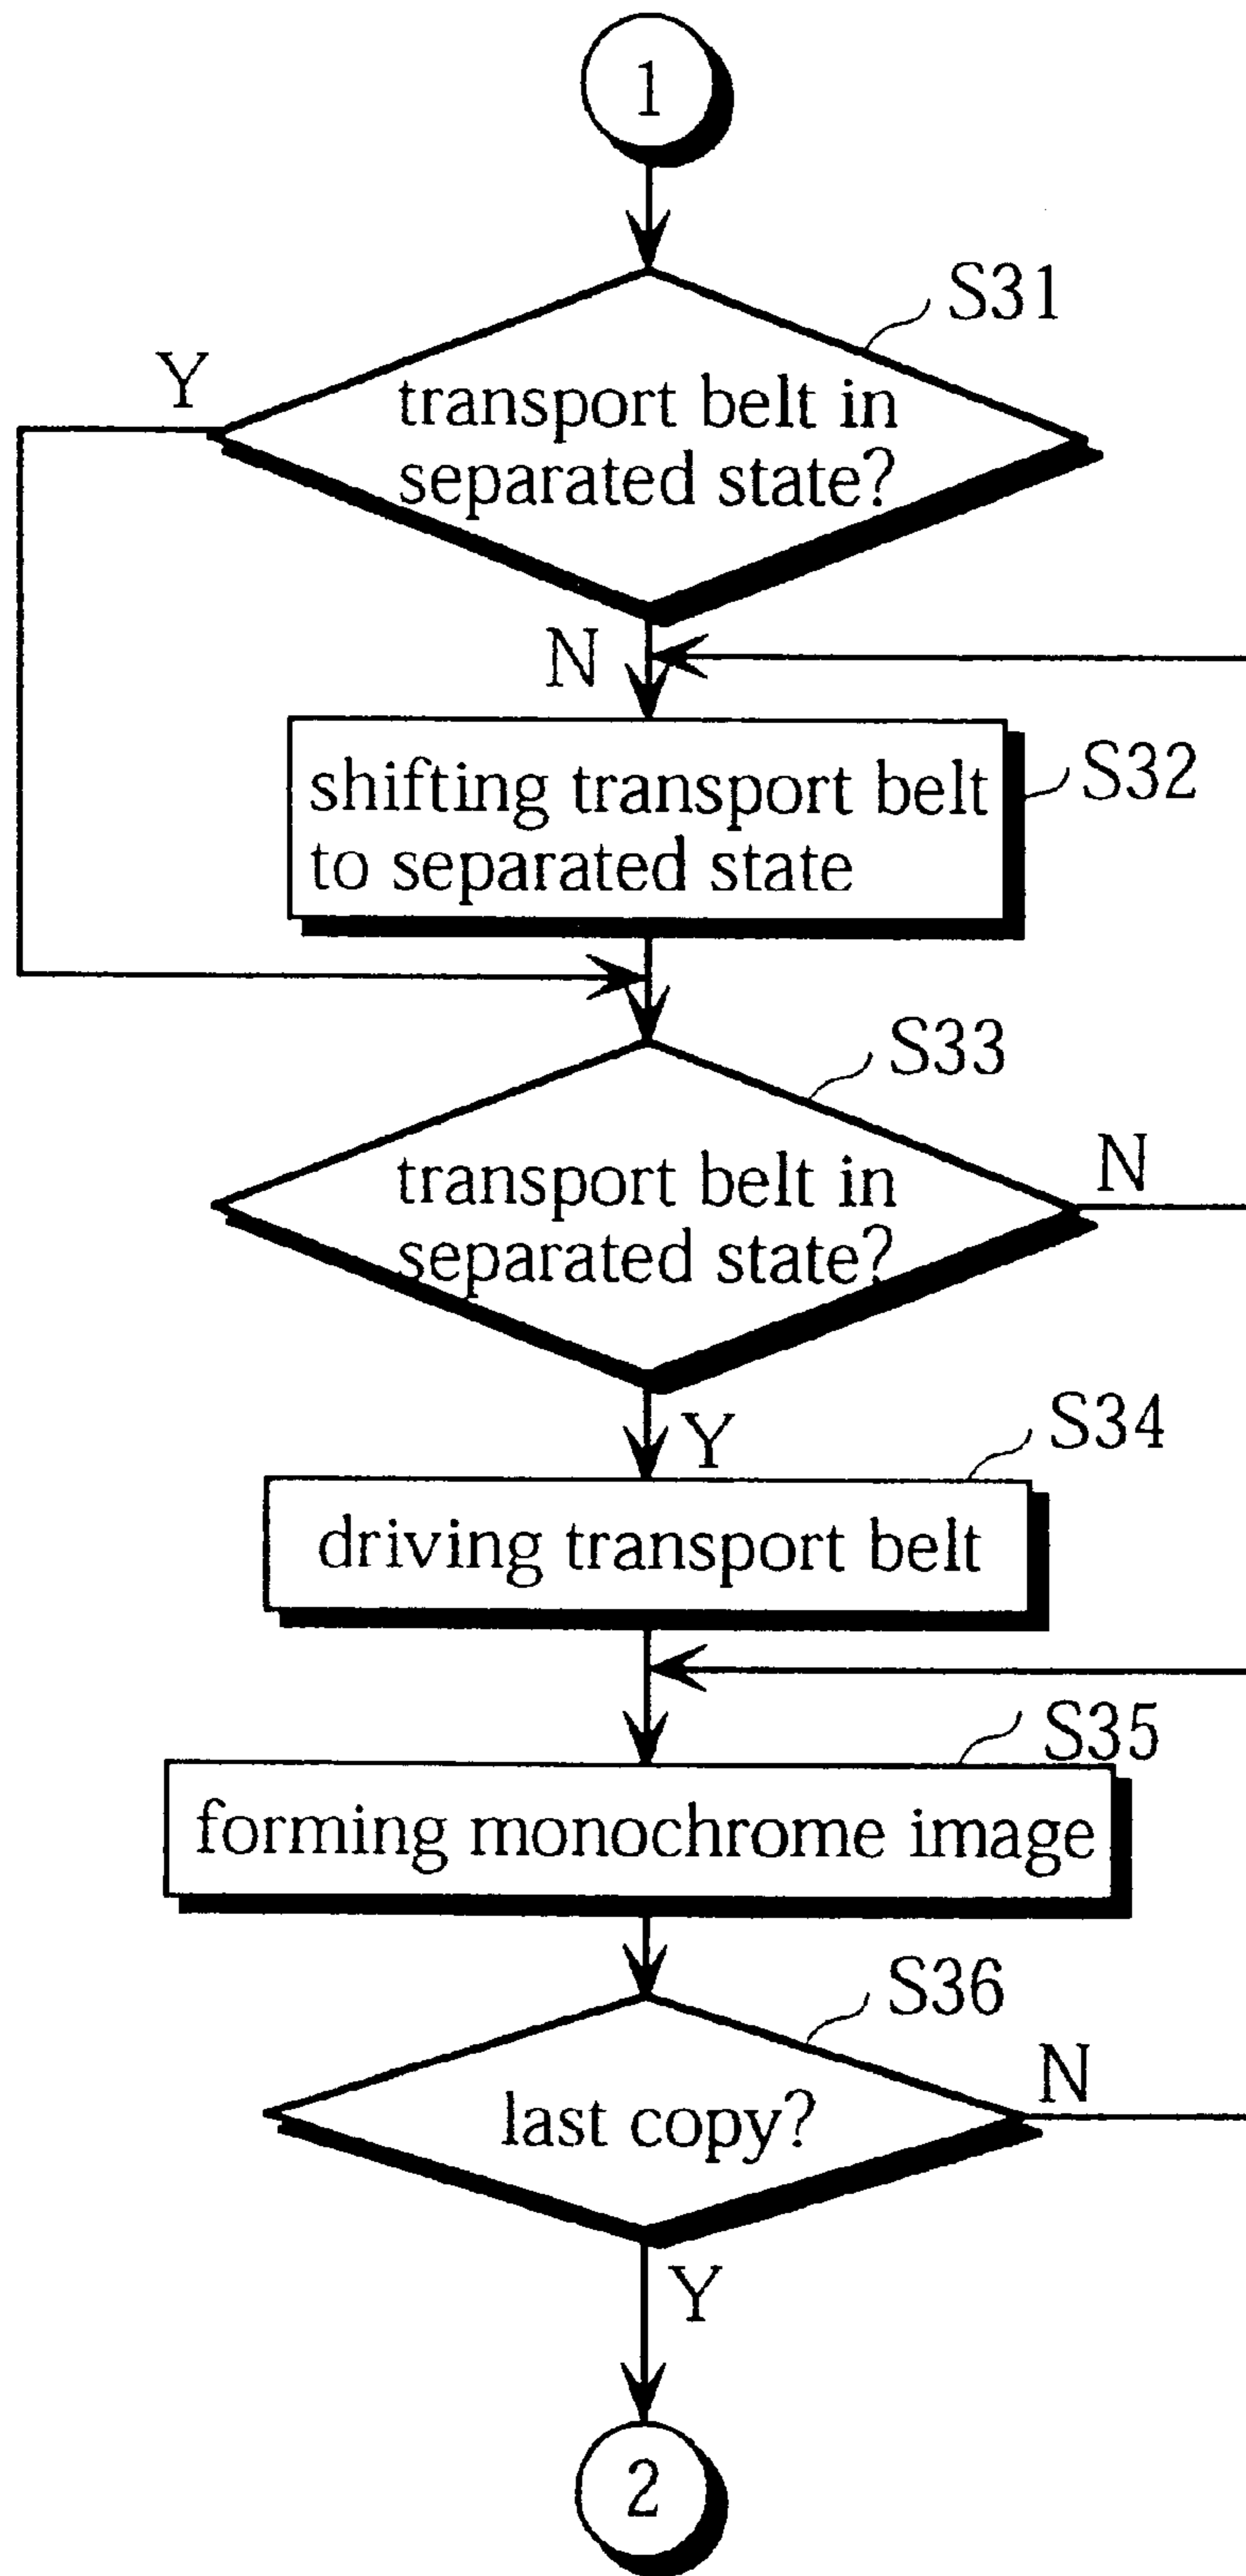 1
S31
Y
transport belt in
separated state?
N
shifting transport belt
to separated state
S32
S33
transport belt in
separated state?
N
Y
S34
driving transport belt
S35
forming monochrome image
S36
last copy?
N
Y
2